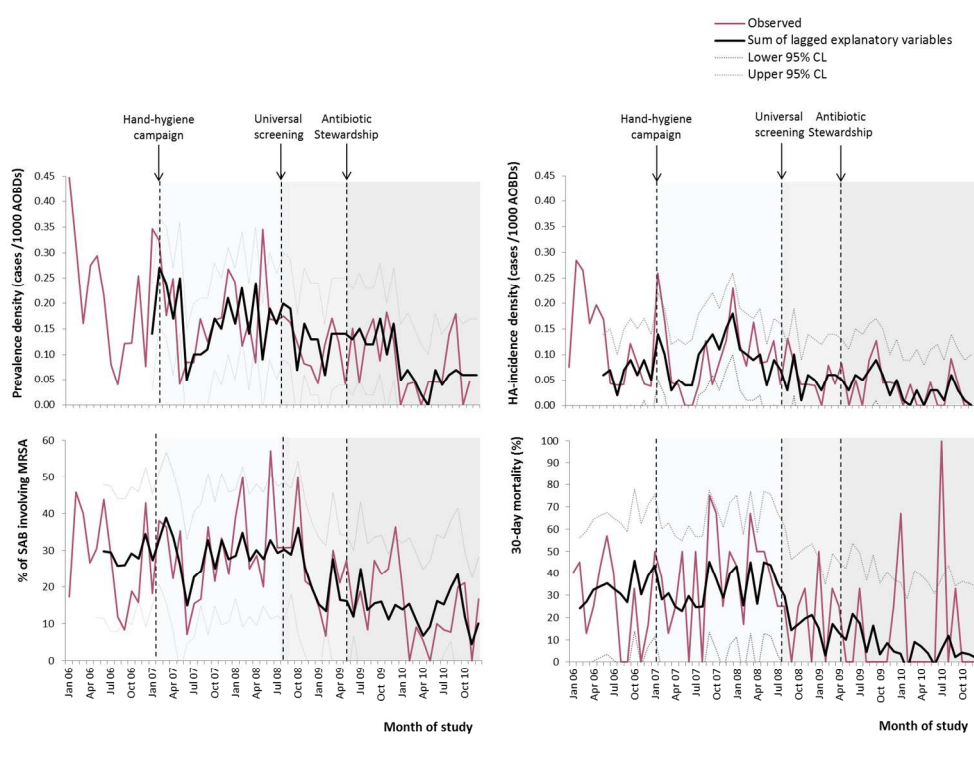 Observed
Sum of lagged explanatory variables
Lower 95% CL
Upper 95% CL
Hand-hygiene
campaign
Universal
screening
Antibiotic
Stewardship
Prevalence density (cases /1000 AOBDs)
0.45
0.40
0.35
0.30
0.25
0.20
0.15
0.10
0.05
0.00
Hand-hygiene
campaign
Universal
screening
Antibiotic
Stewardship
HA-incidence density (cases /1000 AOBDs)
0.45
0.40
0.35
0.30
0.25
0.20
0.15
0.10
0.05
0.00
% of SAB involving MRSA
60
50
40
30
20
10
0
Jan 06
Apr 06
Jul 06
Oct 06
Jan 07
Apr 07
Jul 07
Oct 07
Jan 08
Apr 08
Jul 08
Oct 08
Jan 09
Apr 09
Jul 09
Oct 09
Jan 10
Apr 10
Jul 10
Oct 10
Month of study
30-day mortality (%)
100
90
80
70
60
50
40
30
20
10
0
Jan 06
Apr 06
Jul 06
Oct 06
Jan 07
Apr 07
Jul 07
Oct 07
Jan 08
Apr 08
Jul 08
Oct 08
Jan 09
Apr 09
Jul 09
Oct 09
Jan 10
Apr 10
Jul 10
Oct 10
Month of study